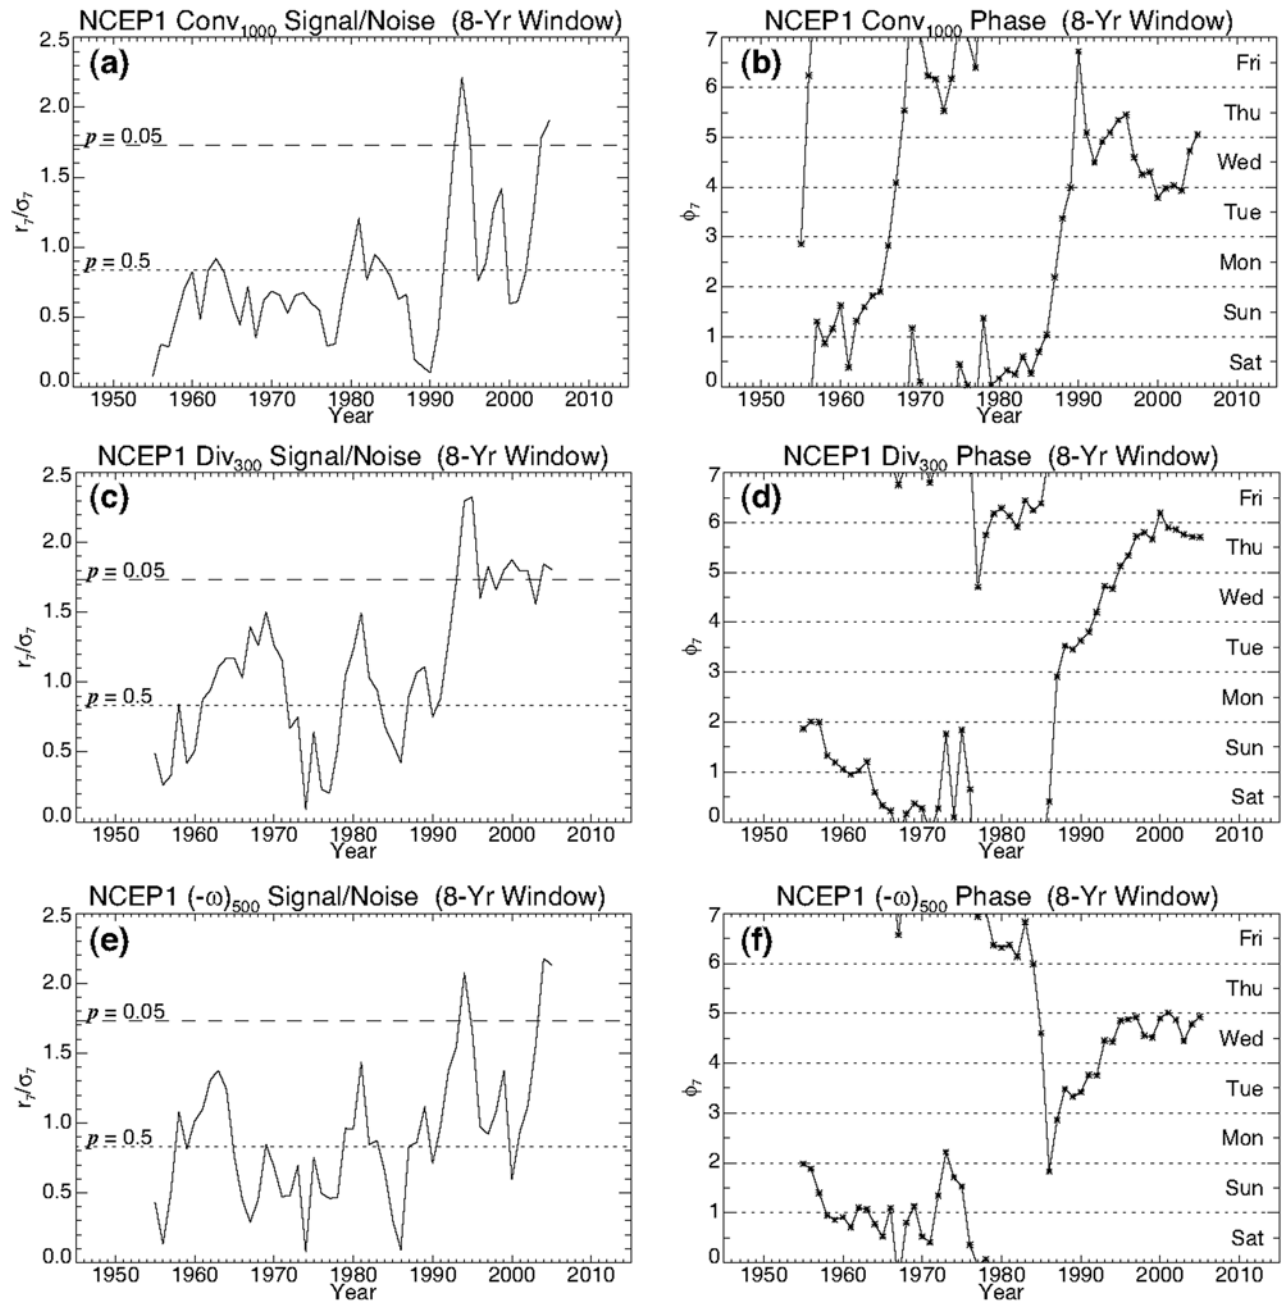 NCEP1 Conv1000 Signal/Noise (8-Yr Window)
(a)
2.5
2.0
1.5
1.0
0.5
0.0
r7/σ7
p = 0.05
p = 0.5
1950 1960 1970 1980 1990 2000 2010
Year
NCEP1 Conv1000 Phase (8-Yr Window)
(b)
7
6
5
4
3
2
1
0
ϕ7
Fri
Thu
Wed
Tue
Mon
Sun
Sat
1950 1960 1970 1980 1990 2000 2010
Year
NCEP1 Div300 Signal/Noise (8-Yr Window)
(c)
2.5
2.0
1.5
1.0
0.5
0.0
r7/σ7
p = 0.05
p = 0.5
1950 1960 1970 1980 1990 2000 2010
Year
NCEP1 Div300 Phase (8-Yr Window)
(d)
7
6
5
4
3
2
1
0
ϕ7
Fri
Thu
Wed
Tue
Mon
Sun
Sat
1950 1960 1970 1980 1990 2000 2010
Year
NCEP1 (-ω)500 Signal/Noise (8-Yr Window)
(e)
2.5
2.0
1.5
1.0
0.5
0.0
r7/σ7
p = 0.05
p = 0.5
1950 1960 1970 1980 1990 2000 2010
Year
NCEP1 (-ω)500 Phase (8-Yr Window)
(f)
7
6
5
4
3
2
1
0
ϕ7
Fri
Thu
Wed
Tue
Mon
Sun
Sat
1950 1960 1970 1980 1990 2000 2010
Year